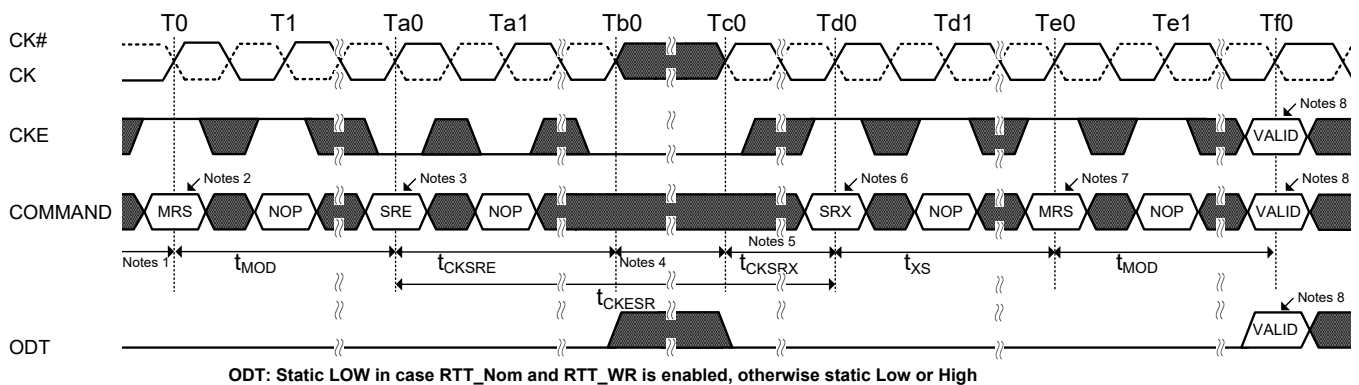 T0 T1 Ta0 Ta1 Tb0 Tc0 Td0 Td1 Te0 Te1 Tf0
CK#
CK
Notes 8
CKE VALID
Notes 2 Notes 3 Notes 6 Notes 7 Notes 8
COMMAND MRS NOP SRE NOP SRX NOP MRS NOP VALID
Notes 1 tMOD tCKSRE Notes 4 Notes 5 tCKSRX tXS tMOD
tCKESR
Notes 8
ODT VALID
ODT: Static LOW in case RTT_Nom and RTT_WR is enabled, otherwise static Low or High